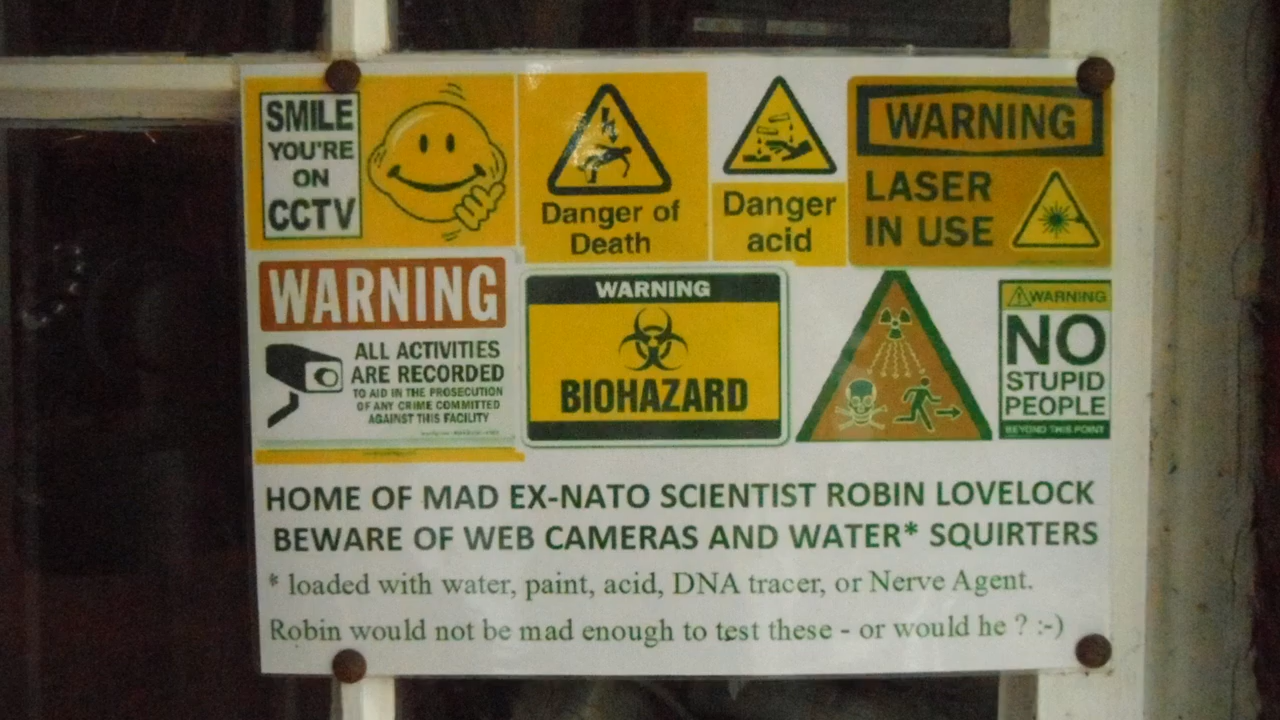 SMILE
YOU'RE
ON
CCTV
Danger of
Death
Danger
acid
WARNING
LASER
IN USE
WARNING
ALL ACTIVITIES
ARE RECORDED
TO AID IN THE PROSECUTION
OF ANY CRIME COMMITTED
AGAINST THIS FACILITY
WARNING
BIOHAZARD
WARNING
NO
STUPID
PEOPLE
BEYOND THIS POINT
HOME OF MAD EX-NATO SCIENTIST ROBIN LOVELOCK
BEWARE OF WEB CAMERAS AND WATER* SQUIRTERS
* loaded with water, paint, acid, DNA tracer, or Nerve Agent.
Robin would not be mad enough to test these - or would he ? :-)